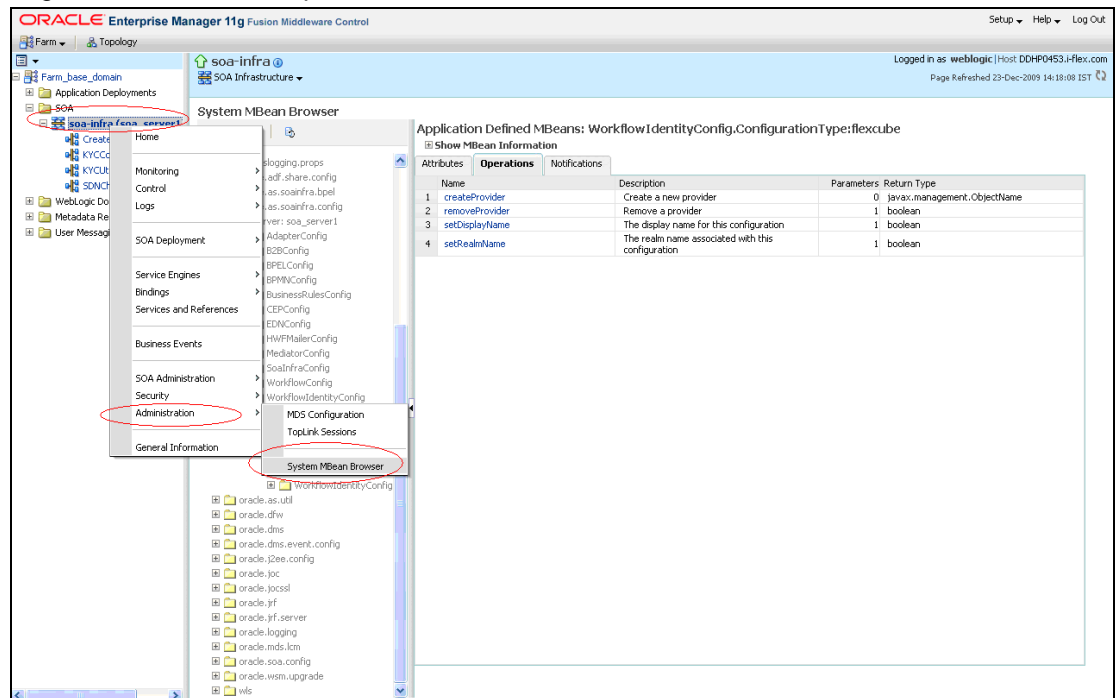 ORACLE Enterprise Manager 11g Fusion Middleware Control
Setup Help Log Out
Farm Topology
Farm_base_domain
Application Deployments
SOA
soa-infra (soa_server1
Create
KYCCo
KYCUt
SDNCh
WebLogic Do
Metadata Re
User Messagi
soa-infra
SOA Infrastructure
Logged in as weblogic|Host DDHP0453.i-flex.com
Page Refreshed 23-Dec-2009 14:18:08 IST
System MBean Browser
Home
Monitoring
Control
Logs
SOA Deployment
Service Engines
Bindings
Services and References
Business Events
SOA Administration
Security
Administration
General Information
MDS Configuration
TopLink Sessions
System MBean Browser
slogging.props
.adf.share.config
.as.soainfra.bpel
.as.soainfra.config
rver: soa_server1
AdapterConfig
B2BConfig
BPELConfig
BPMNConfig
BusinessRulesConfig
CEPConfig
EDNConfig
HWFMailerConfig
MediatorConfig
SoaInfraConfig
WorkflowConfig
WorkflowIdentityConfig
WorkflowIdentityConfig
oracle.as.util
oracle.dfw
oracle.dms
oracle.dms.event.config
oracle.j2ee.config
oracle.joc
oracle.jocssl
oracle.jrf
oracle.jrf.server
oracle.logging
oracle.mds.lcm
oracle.soa.config
oracle.wsm.upgrade
wls
Application Defined MBeans: WorkflowIdentityConfig.ConfigurationType:flexcube
Show MBean Information
Attributes Operations Notifications
Name Description Parameters Return Type
1 createProvider Create a new provider 0 javax.management.ObjectName
2 removeProvider Remove a provider 1 boolean
3 setDisplayName The display name for this configuration 1 boolean
4 setRealmName The realm name associated with this configuration 1 boolean